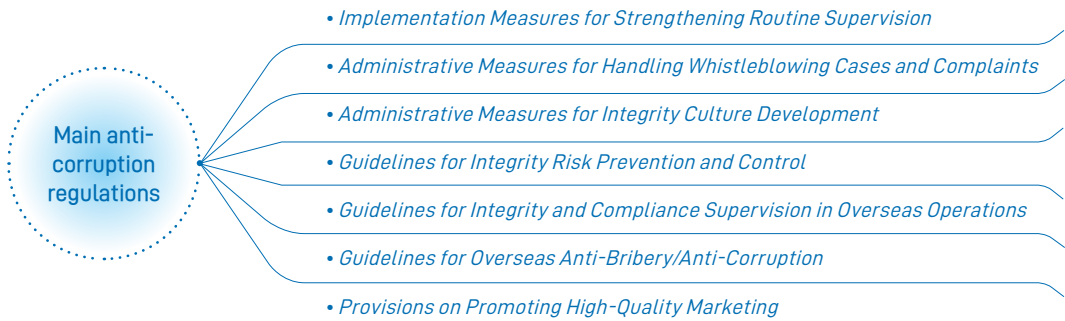 Main anti-
corruption
regulations
• Implementation Measures for Strengthening Routine Supervision
• Administrative Measures for Handling Whistleblowing Cases and Complaints
• Administrative Measures for Integrity Culture Development
• Guidelines for Integrity Risk Prevention and Control
• Guidelines for Integrity and Compliance Supervision in Overseas Operations
• Guidelines for Overseas Anti-Bribery/Anti-Corruption
• Provisions on Promoting High-Quality Marketing